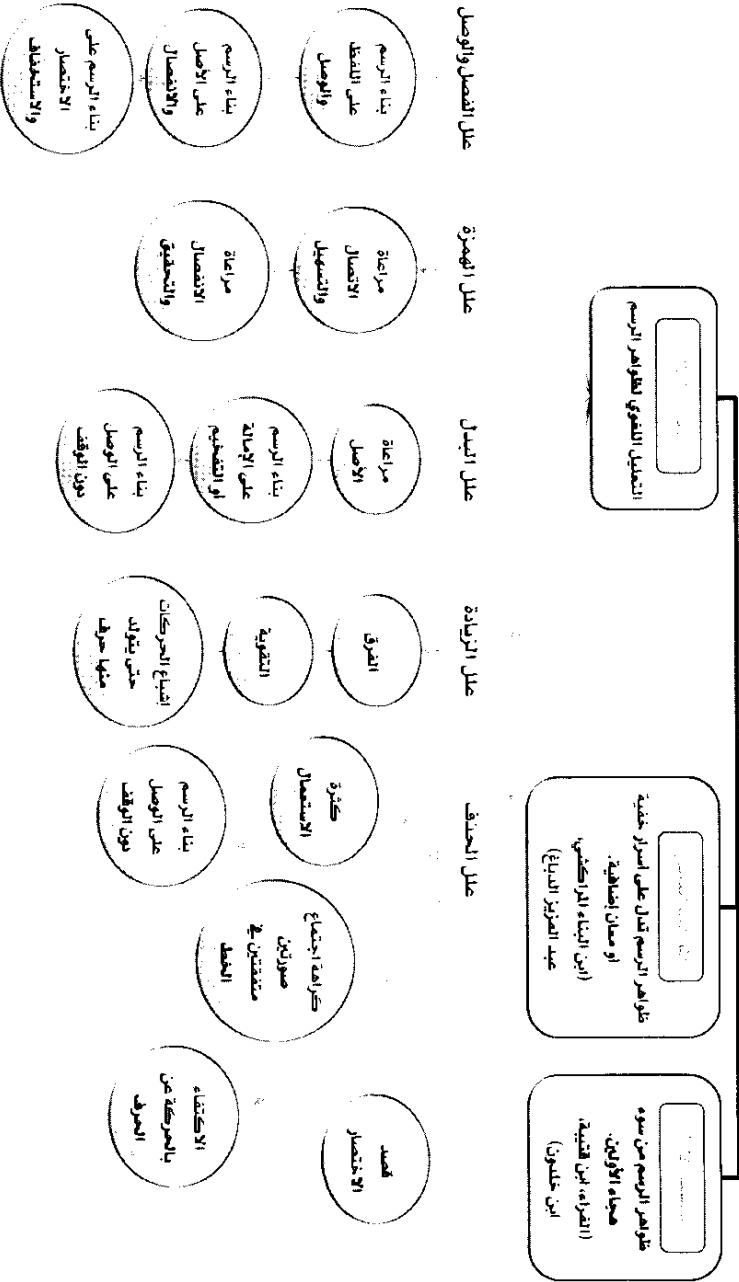 ظواهر الرسم من سوء
هجاء الأولين.
(الفراء، ابن قتيبة،
ابن خلدون)
ظواهر الرسم تدل على أسرار خفية
أو معان إضافية.
(ابن البناء المراكشي،
عبد العزيز الدباغ)
التعليل اللغوي لظواهر الرسم
علل الحذف
قصد
الاختصار
كثرة
الاستعمال
كراهة اجتماع
صورتين
متفقتين في
الخط
الاكتفاء
بالحركة عن
الحرف
بناء الرسم
على الوصل
دون الوقف
علل الزيادة
الفرق
التقوية
إشباع الحركات
حتى يتولد
منها حرف
علل البدل
مراعاة
الأصل
بناء الرسم
على الإمالة
أو التفخيم
بناء الرسم
على الوصل
دون الوقف
علل الهمزة
مراعاة
الاتصال
والتسهيل
مراعاة
الانفصال
والتحقيق
علل الفصل والوصل
بناء الرسم
على اللفظ
والوصل
بناء الرسم
على الأصل
والانفصال
بناء الرسم على
الاختصار
والاستخفاف